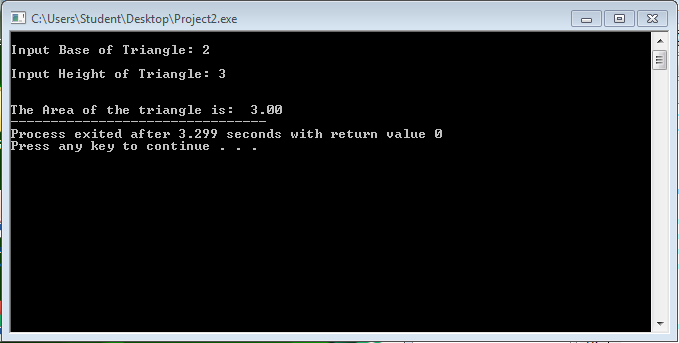 C:\Users\Student\Desktop\Project2.exe
Input Base of Triangle: 2
Input Height of Triangle: 3
The Area of the triangle is:  3.00
--------------------------------
Process exited after 3.299 seconds with return value 0
Press any key to continue . . .